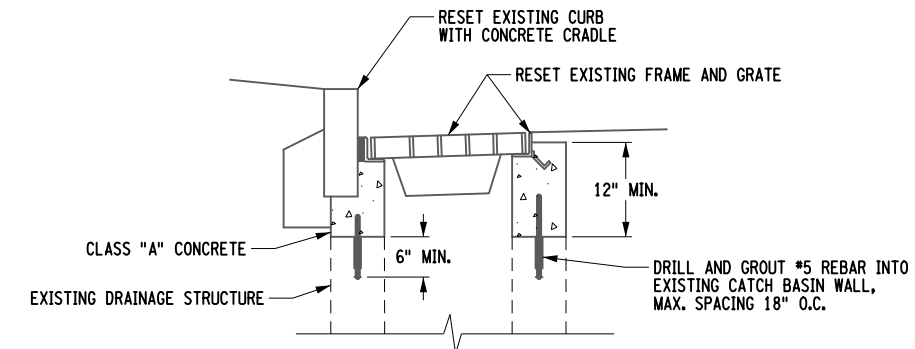 RESET EXISTING CURB
WITH CONCRETE CRADLE
RESET EXISTING FRAME AND GRATE
12" MIN.
CLASS "A" CONCRETE
6" MIN.
EXISTING DRAINAGE STRUCTURE
DRILL AND GROUT #5 REBAR INTO
EXISTING CATCH BASIN WALL,
MAX. SPACING 18" O.C.